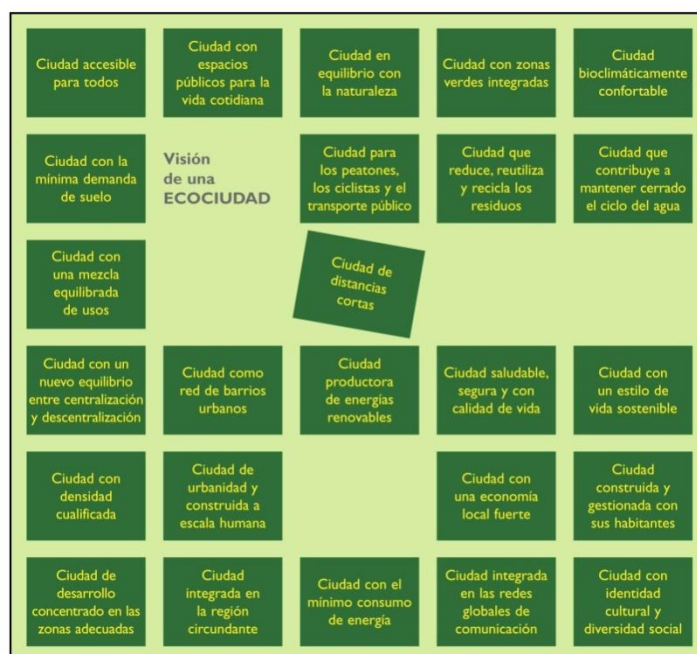 Ciudad accesible
para todos
Ciudad con
espacios
públicos para la
vida cotidiana
Ciudad en
equilibrio con
la naturaleza
Ciudad con zonas
verdes integradas
Ciudad
bioclimáticamente
confortable
Ciudad con la
mínima demanda
de suelo
Visión
de una
ECOCIUDAD
Ciudad para
los peatones,
los ciclistas y el
transporte público
Ciudad que
reduce, reutiliza
y recicla los
residuos
Ciudad que
contribuye a
mantener cerrado
el ciclo del agua
Ciudad con
una mezcla
equilibrada
de usos
Ciudad de
distancias
cortas
Ciudad con un
nuevo equilibrio
entre centralización
y descentralización
Ciudad como
red de barrios
urbanos
Ciudad
productora
de energías
renovables
Ciudad saludable,
segura y con
calidad de vida
Ciudad con
un estilo de
vida sostenible
Ciudad con
densidad
cualificada
Ciudad de
urbanidad y
construida a
escala humana
Ciudad con
una economía
local fuerte
Ciudad
construida y
gestionada con
sus habitantes
Ciudad de
desarrollo
concentrado en las
zonas adecuadas
Ciudad
integrada en
la región
circundante
Ciudad con el
mínimo consumo
de energía
Ciudad integrada
en las redes
globales de
comunicación
Ciudad con
identidad
cultural y
diversidad social